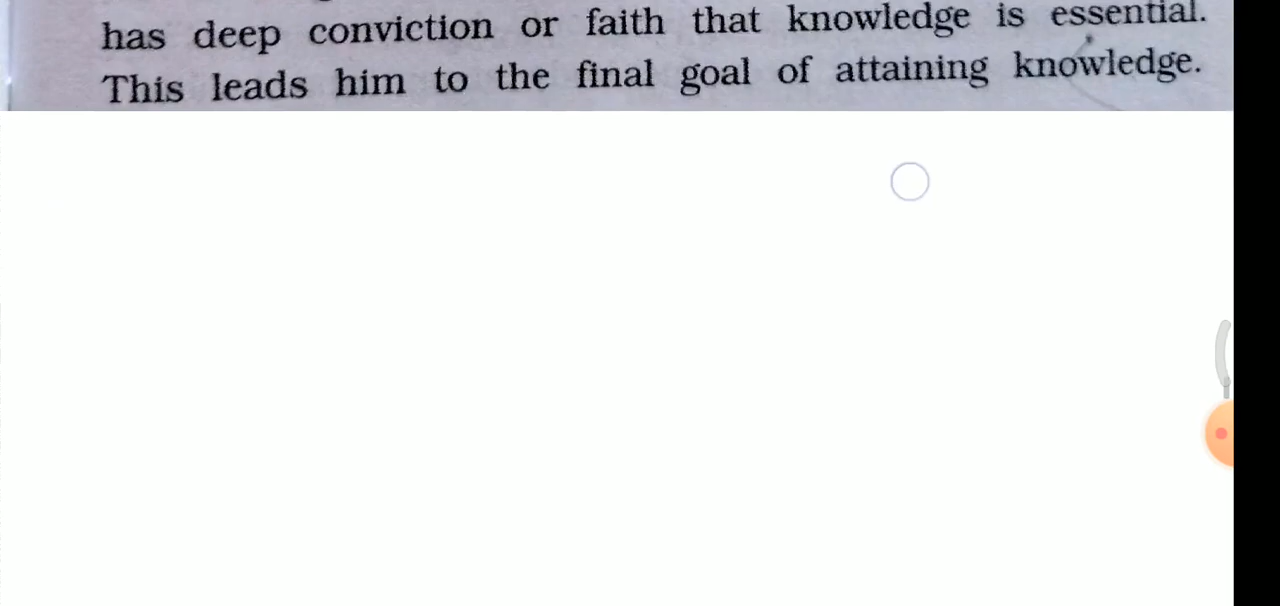 has deep conviction or faith that knowledge is essential.
This leads him to the final goal of attaining knowledge.